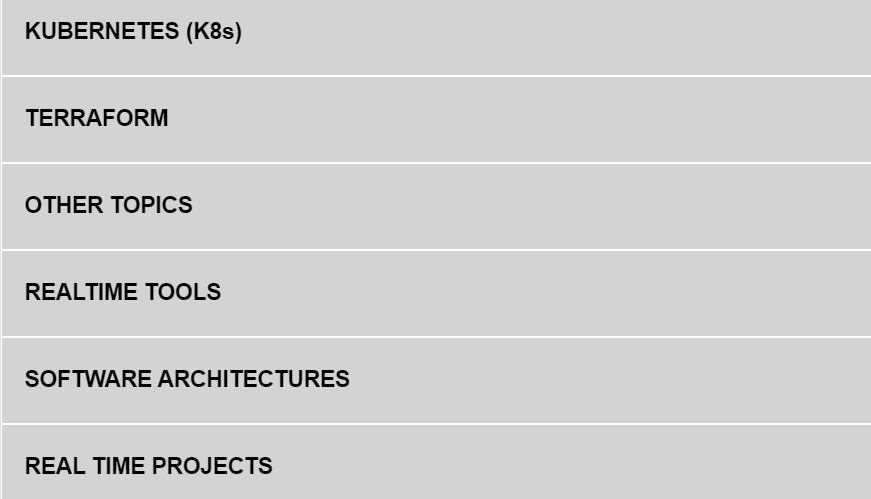 KUBERNETES (K8s)
TERRAFORM
OTHER TOPICS
REALTIME TOOLS
SOFTWARE ARCHITECTURES
REAL TIME PROJECTS